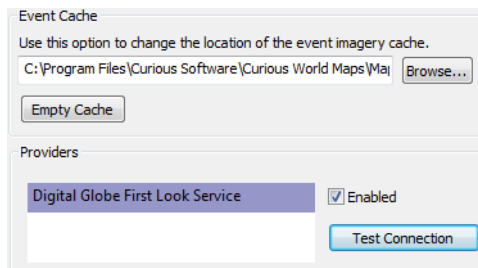 Event Cache
Use this option to change the location of the event imagery cache.
C:\Program Files\Curious Software\Curious World Maps\Ma
Browse...
Empty Cache
Providers
Digital Globe First Look Service
Enabled
Test Connection